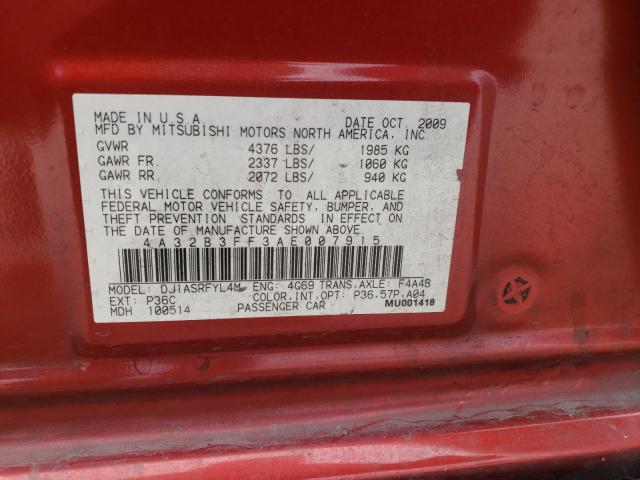 MADE IN U.S.A. DATE OCT. 2009
MFD BY MITSUBISHI MOTORS NORTH AMERICA, INC.
GVWR 4376 LBS/ 1985 KG
GAWR FR. 2337 LBS/ 1060 KG
GAWR RR. 2072 LBS/ 940 KG
THIS VEHICLE CONFORMS TO ALL APPLICABLE
FEDERAL MOTOR VEHICLE SAFETY, BUMPER, AND
THEFT PREVENTION STANDARDS IN EFFECT ON
THE DATE OF MANUFACTURE SHOWN ABOVE.
4A32B3FF3AE007915
MODEL: DJ1ASRFYL4M ENG: 4G69 TRANS,AXLE: F4A4B
EXT: P36C COLOR,INT,OPT: P36,57P,A04
MDH 100514 PASSENGER CAR MU001418